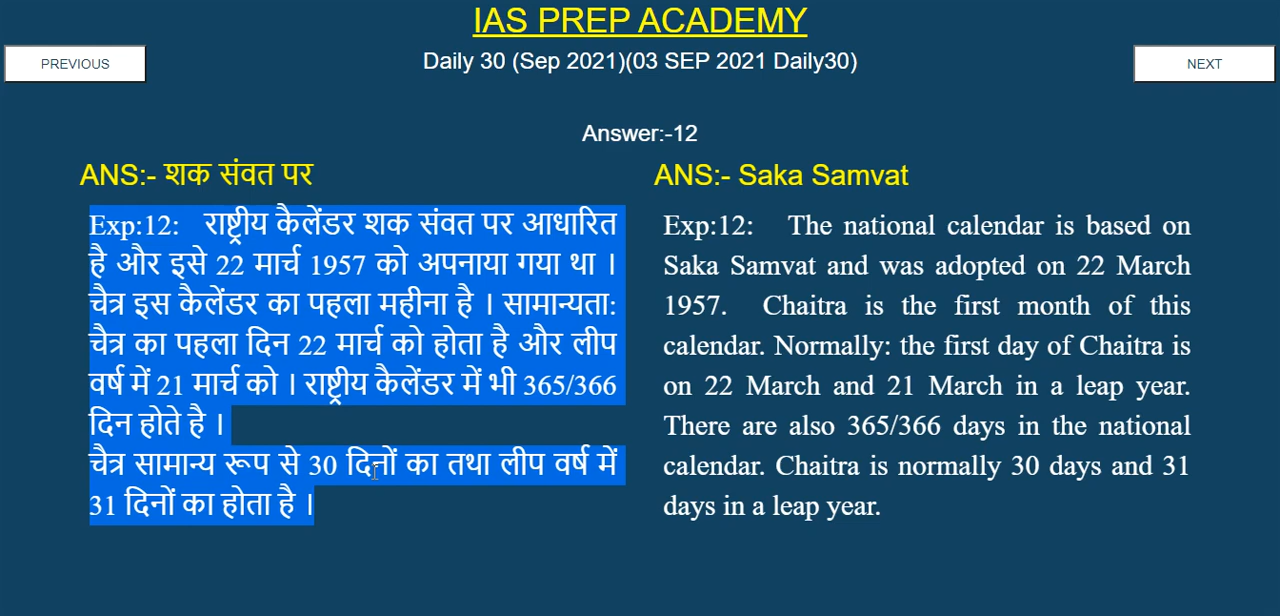 IAS PREP ACADEMY
PREVIOUS
Daily 30 (Sep 2021)(03 SEP 2021 Daily30)
NEXT
Answer:-12
ANS:- शक संवत पर
Exp:12: राष्ट्रीय कैलेंडर शक संवत पर आधारित
है और इसे 22 मार्च 1957 को अपनाया गया था ।
चैत्र इस कैलेंडर का पहला महीना है । सामान्यता:
चैत्र का पहला दिन 22 मार्च को होता है और लीप
वर्ष में 21 मार्च को । राष्ट्रीय कैलेंडर में भी 365/366
दिन होते है ।
चैत्र सामान्य रूप से 30 दिनों का तथा लीप वर्ष में
31 दिनों का होता है ।
ANS:- Saka Samvat
Exp:12: The national calendar is based on
Saka Samvat and was adopted on 22 March
1957. Chaitra is the first month of this
calendar. Normally: the first day of Chaitra is
on 22 March and 21 March in a leap year.
There are also 365/366 days in the national
calendar. Chaitra is normally 30 days and 31
days in a leap year.